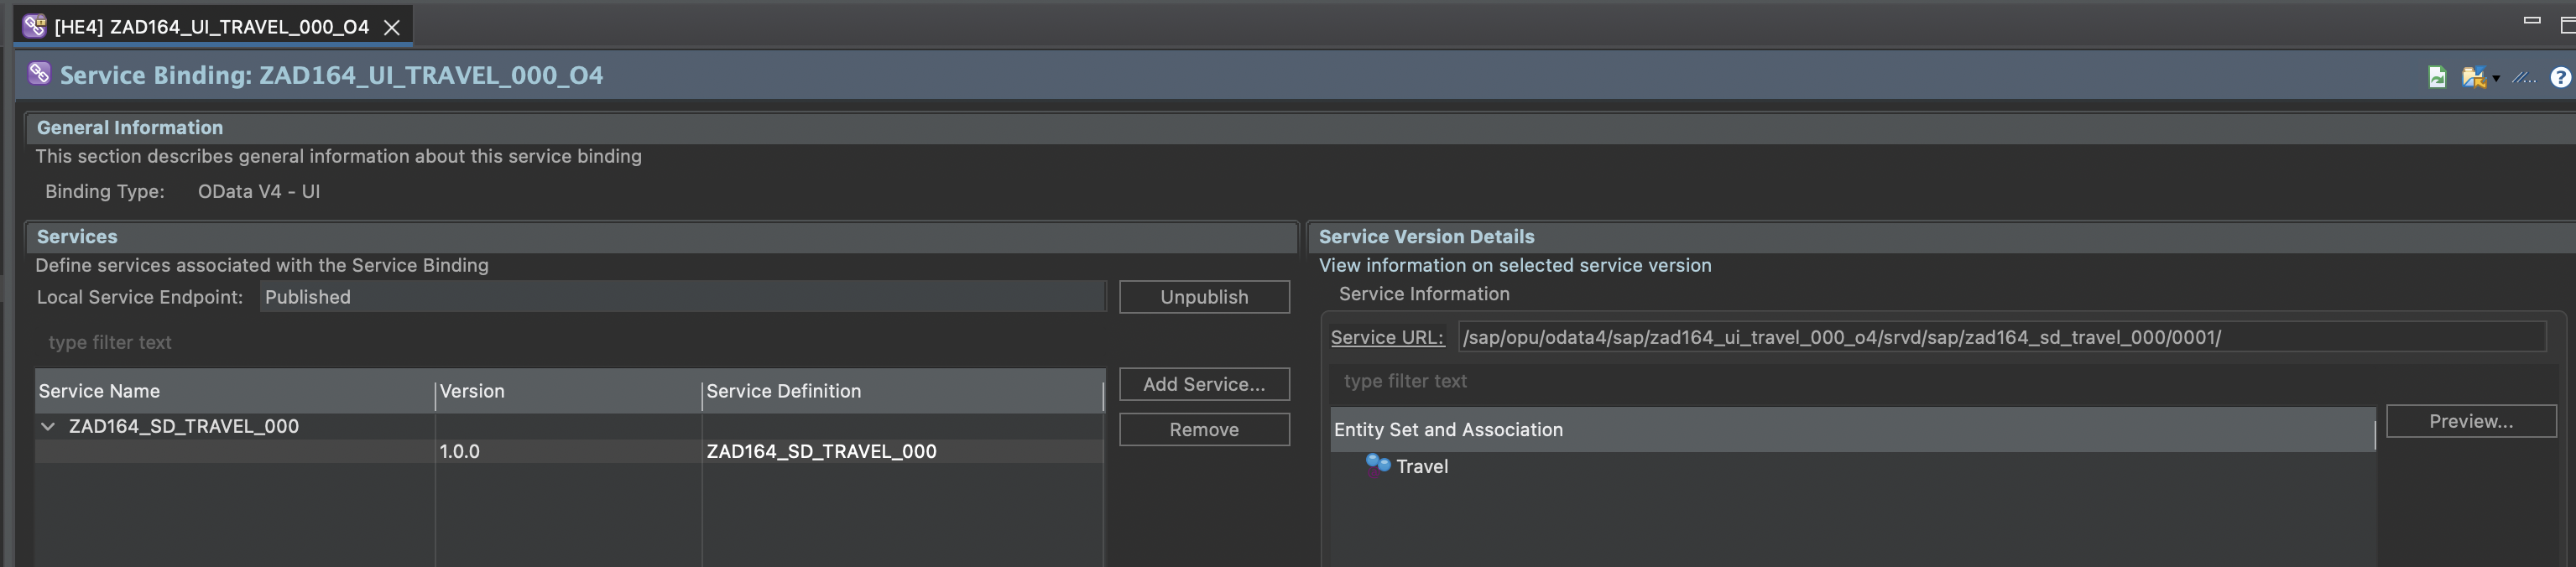 [HE4] ZAD164_UI_TRAVEL_000_O4
Service Binding: ZAD164_UI_TRAVEL_000_O4
General Information
This section describes general information about this service binding
Binding Type: OData V4 - UI
Services
Define services associated with the Service Binding
Local Service Endpoint: Published Unpublish
type filter text
Service Name Version Service Definition Add Service...
ZAD164_SD_TRAVEL_000 Remove
1.0.0 ZAD164_SD_TRAVEL_000
Service Version Details
View information on selected service version
Service Information
Service URL: /sap/opu/odata4/sap/zad164_ui_travel_000_o4/srvd/sap/zad164_sd_travel_000/0001/
type filter text
Entity Set and Association Preview...
Travel